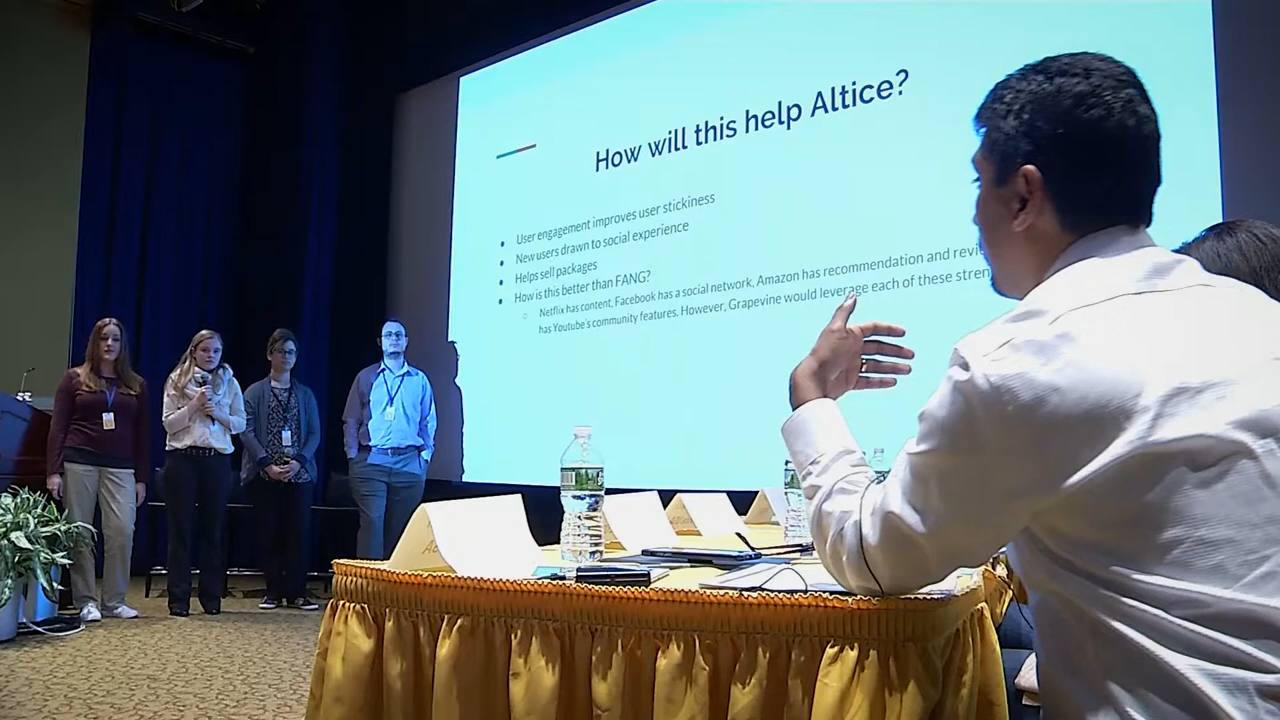 How will this help Altice?
User engagement improves user stickiness
New users drawn to social experience
Helps sell packages
How is this better than FANG?
Netflix has content, Facebook has a social network, Amazon has recommendation and
has Youtube's community features. However, Grapevine would leverage each of these